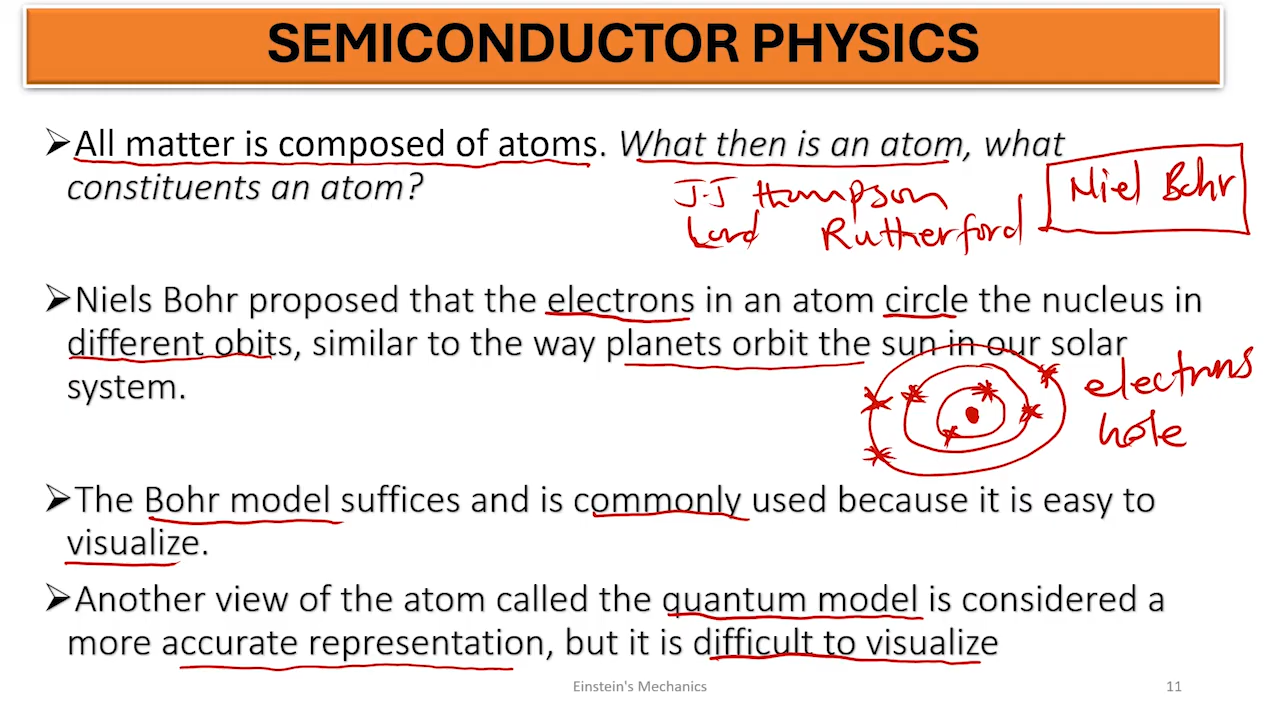 SEMICONDUCTOR PHYSICS
➢All matter is composed of atoms. What then is an atom, what
constituents an atom?
J.J thompson
Lord Rutherford
Niel Bohr
➢Niels Bohr proposed that the electrons in an atom circle the nucleus in
different obits, similar to the way planets orbit the sun in our solar
system.
electrons
hole
➢The Bohr model suffices and is commonly used because it is easy to
visualize.
➢Another view of the atom called the quantum model is considered a
more accurate representation, but it is difficult to visualize
Einstein's Mechanics
11